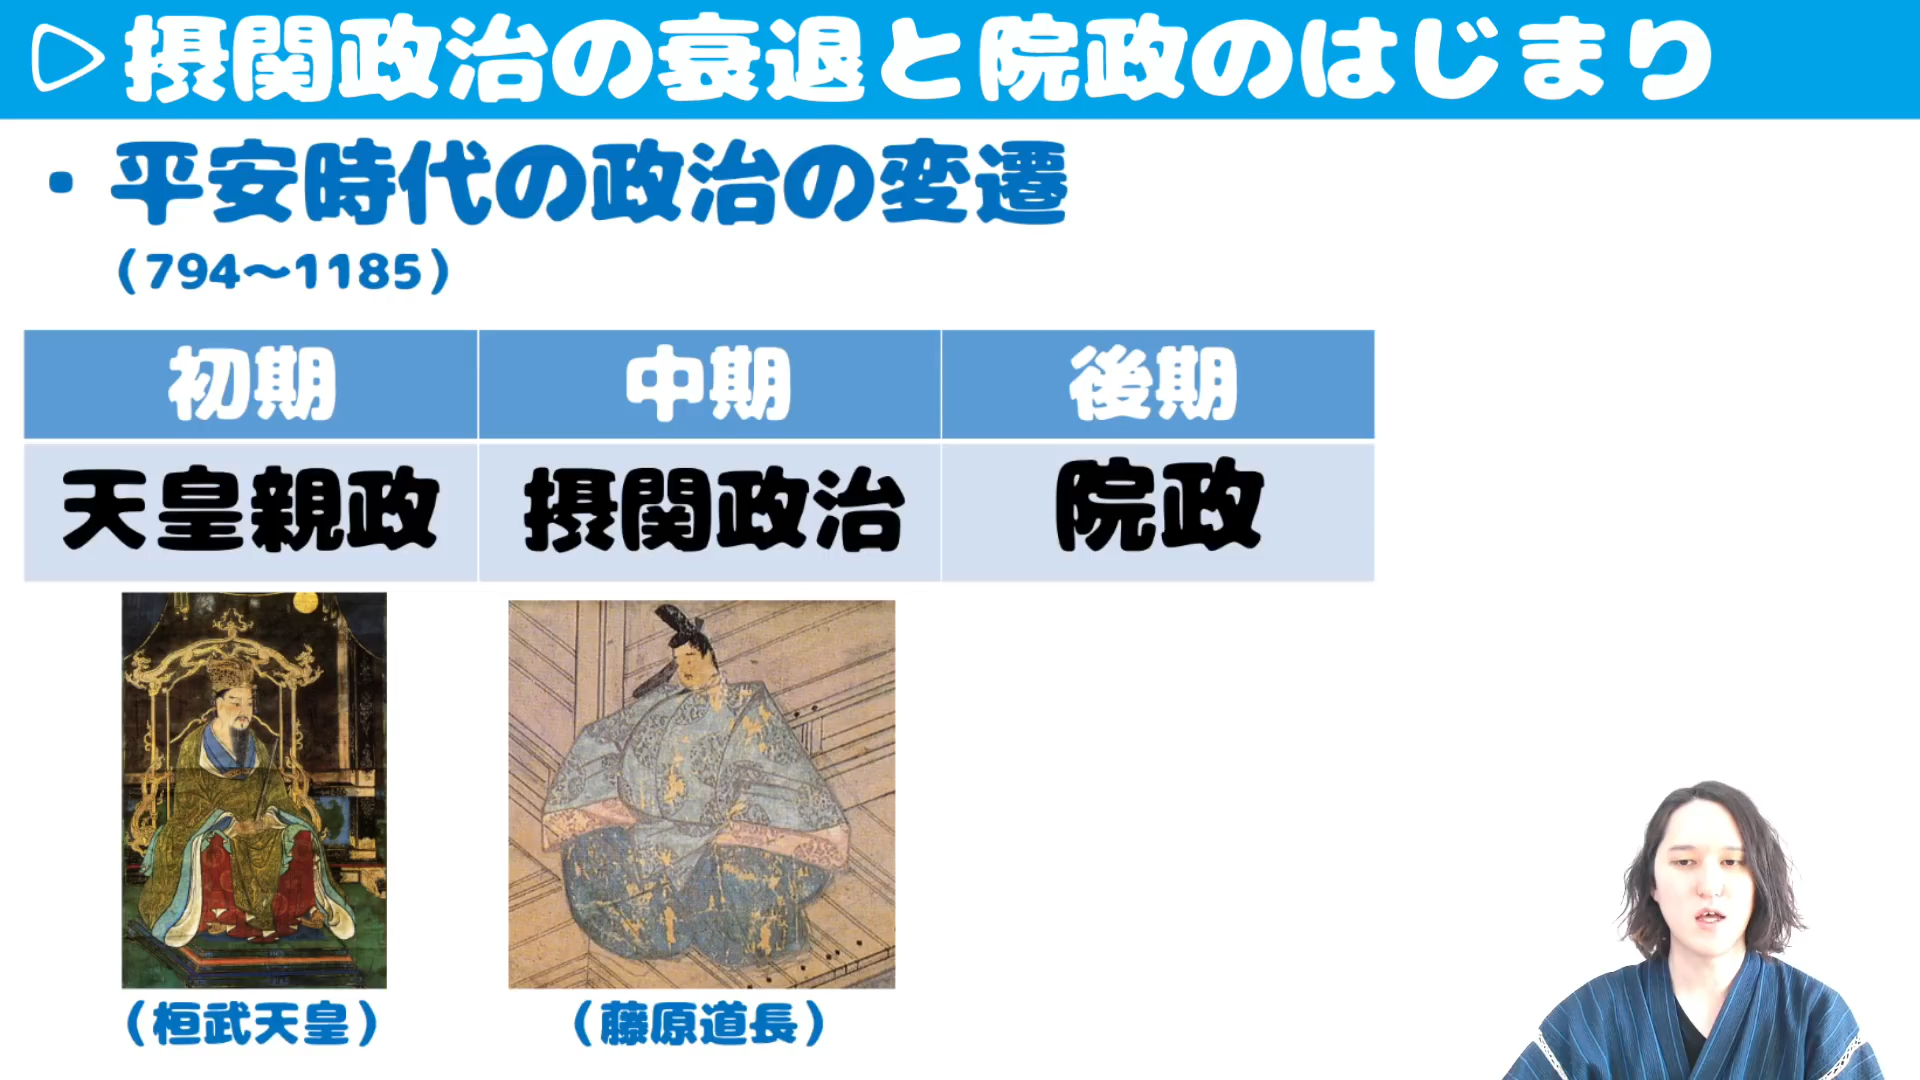 摂関政治の衰退と院政のはじまり
・平安時代の政治の変遷
（794～1185）
初期 中期 後期
天皇親政 摂関政治 院政
（桓武天皇） （藤原道長）